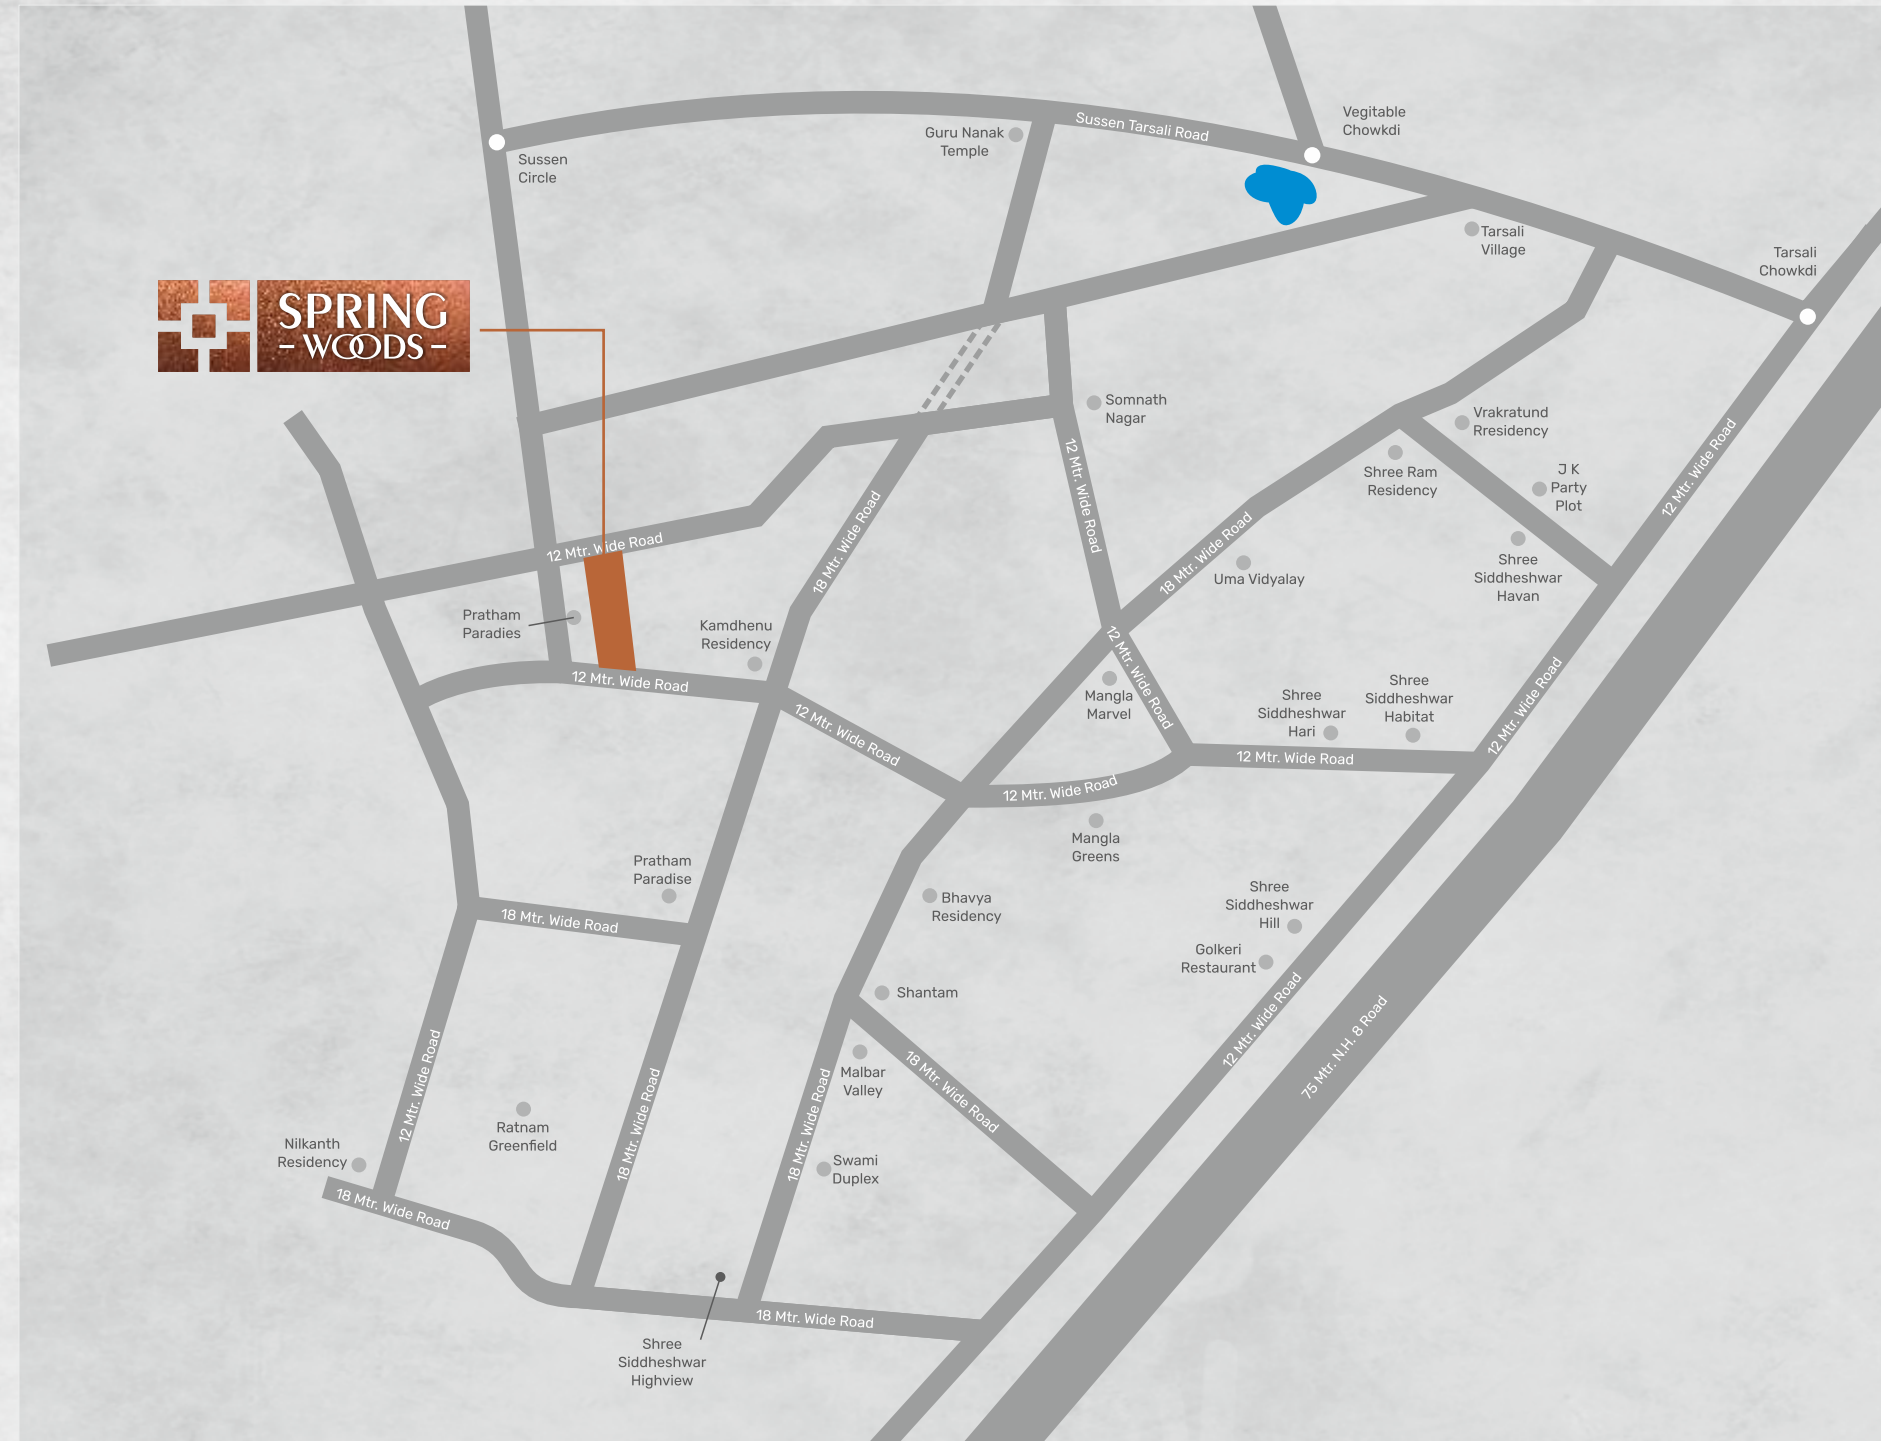 Vegitable
Chowkdi
Sussen Tarsali Road
Guru Nanak
Temple
Sussen
Circle
Tarsali
Village
Tarsali
Chowkdi
SPRING
- WOODS -
Somnath
Nagar
Vrakratund
Rresidency
Shree Ram
Residency
J K
Party
Plot
12 Mtr. Wide Road
12 Mtr. Wide Road
18 Mtr. Wide Road
12 Mtr. Wide Road
18 Mtr. Wide Road
Uma Vidyalay
Shree
Siddheshwar
Havan
Pratham
Paradies
Kamdhenu
Residency
12 Mtr. Wide Road
12 Mtr. Wide Road
12 Mtr. Wide Road
Mangla
Marvel
Shree
Siddheshwar
Hari
Shree
Siddheshwar
Habitat
12 Mtr. Wide Road
12 Mtr. Wide Road
12 Mtr. Wide Road
Mangla
Greens
Pratham
Paradise
18 Mtr. Wide Road
Bhavya
Residency
Shree
Siddheshwar
Hill
Golkeri
Restaurant
Shantam
12 Mtr. Wide Road
75 Mtr. N.H. 8 Road
Malbar
Valley
18 Mtr. Wide Road
12 Mtr. Wide Road
18 Mtr. Wide Road
18 Mtr. Wide Road
Ratnam
Greenfield
Nilkanth
Residency
Swami
Duplex
18 Mtr. Wide Road
18 Mtr. Wide Road
Shree
Siddheshwar
Highview